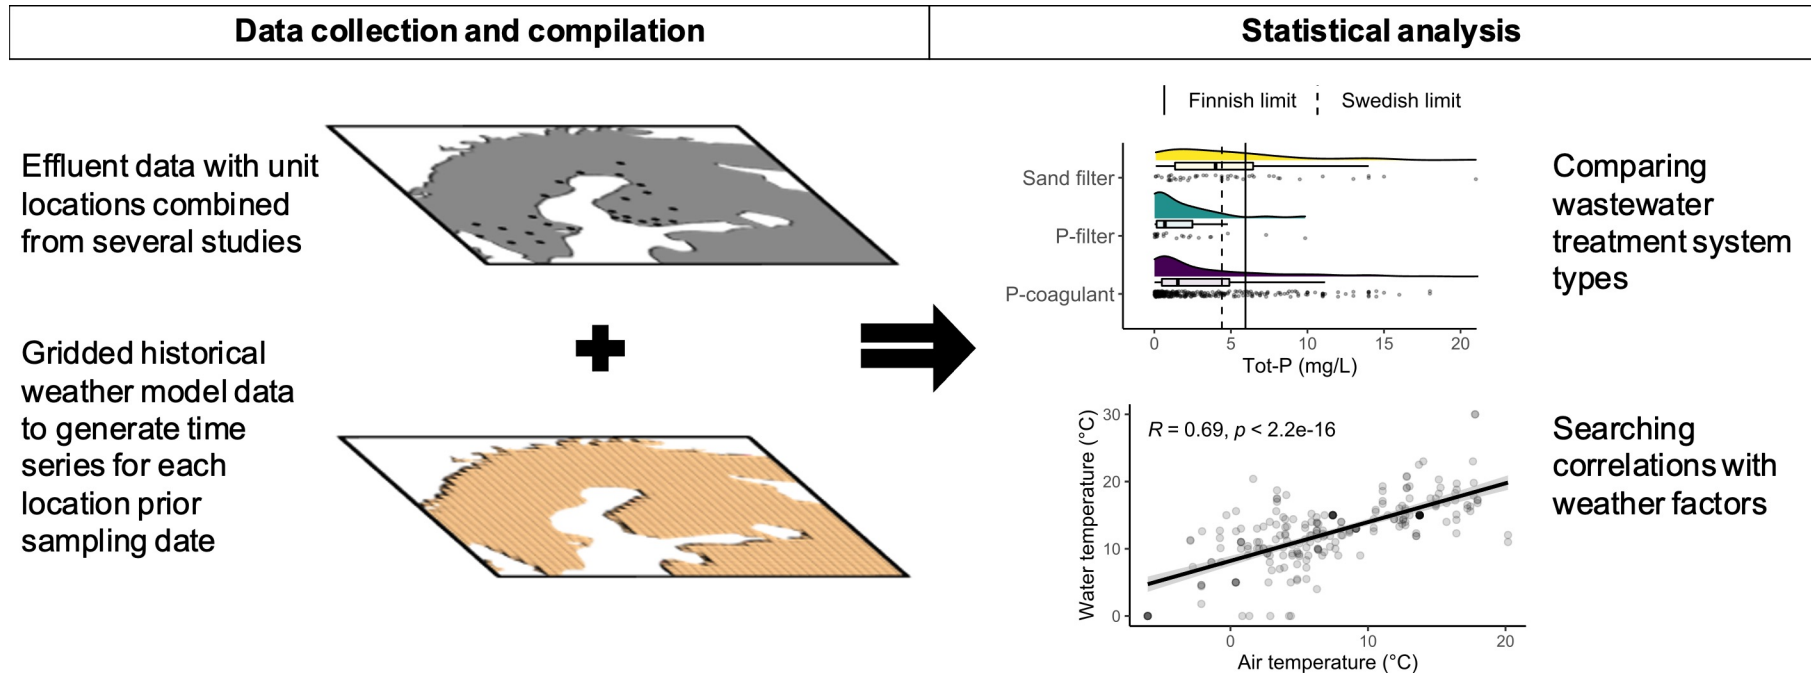 Data collection and compilation
Statistical analysis
Effluent data with unit
locations combined
from several studies
Gridded historical
weather model data
to generate time
series for each
location prior
sampling date
Finnish limit
Swedish limit
Sand filter
P-filter
P-coagulant
0 5 10 15 20
Tot-P (mg/L)
Comparing
wastewater
treatment system
types
R = 0.69, p < 2.2e-16
Water temperature (°C)
30
20
10
0
0 10 20
Air temperature (°C)
Searching
correlations with
weather factors